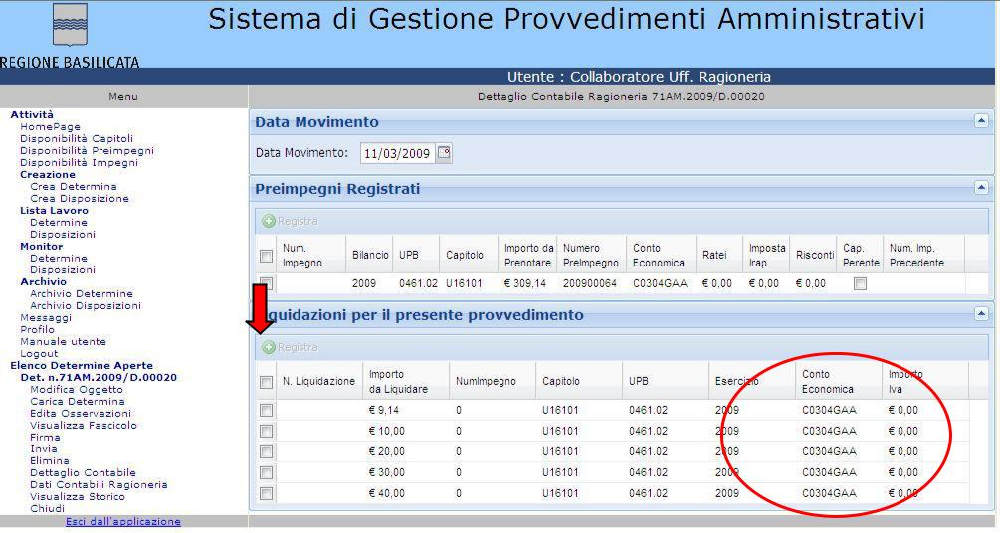 Sistema di Gestione Provvedimenti Amministrativi
REGIONE BASILICATA
Utente : Collaboratore Uff. Ragioneria
Menu
Dettaglio Contabile Ragioneria 71AM.2009/D.00020
Attività
HomePage
Disponibilità Capitoli
Disponibilità Preimpegni
Disponibilità Impegni
Creazione
Crea Determina
Crea Disposizione
Lista Lavoro
Determine
Disposizioni
Monitor
Determine
Disposizioni
Archivio
Archivio Determine
Archivio Disposizioni
Messaggi
Profilo
Manuale utente
Logout
Elenco Determine Aperte
Det. n.71AM.2009/D.00020
Modifica Oggetto
Carica Determina
Edita Osservazioni
Visualizza Fascicolo
Firma
Invia
Elimina
Dettaglio Contabile
Dati Contabili Ragioneria
Visualizza Storico
Chiudi
Esci dall'applicazione
Data Movimento
Data Movimento: 11/03/2009
Preimpegni Registrati
Registra
Num. Impegno Bilancio UPB Capitolo Importo da Prenotare Numero PreImpegno Conto Economica Ratei Imposta Irap Risconti Cap. Perente Num. Imp. Precedente
2009 0461.02 U16101 € 309,14 200900064 C0304GAA € 0,00 € 0,00 € 0,00
quidazioni per il presente provvedimento
Registra
N. Liquidazione Importo da Liquidare NumImpegno Capitolo UPB Esercizio Conto Economica Importo Iva
€ 9,14 0 U16101 0461.02 2009 C0304GAA € 0,00
€ 10,00 0 U16101 0461.02 2009 C0304GAA € 0,00
€ 20,00 0 U16101 0461.02 2009 C0304GAA € 0,00
€ 30,00 0 U16101 0461.02 2009 C0304GAA € 0,00
€ 40,00 0 U16101 0461.02 2009 C0304GAA € 0,00